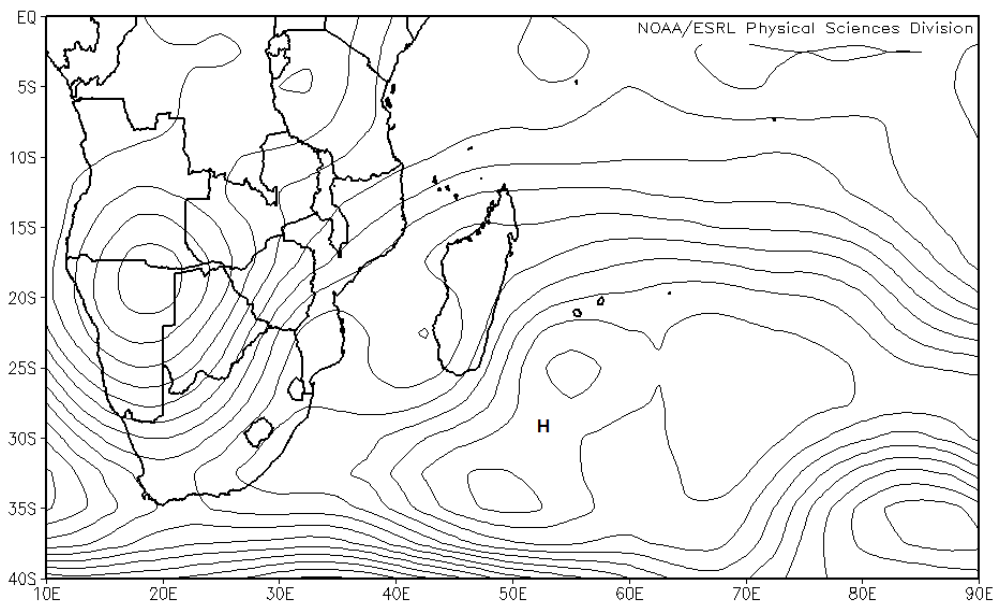 EQ
NOAA/ESRL Physical Sciences Division
5S
10S
15S
20S
25S
H
30S
35S
40S
10E 20E 30E 40E 50E 60E 70E 80E 90E